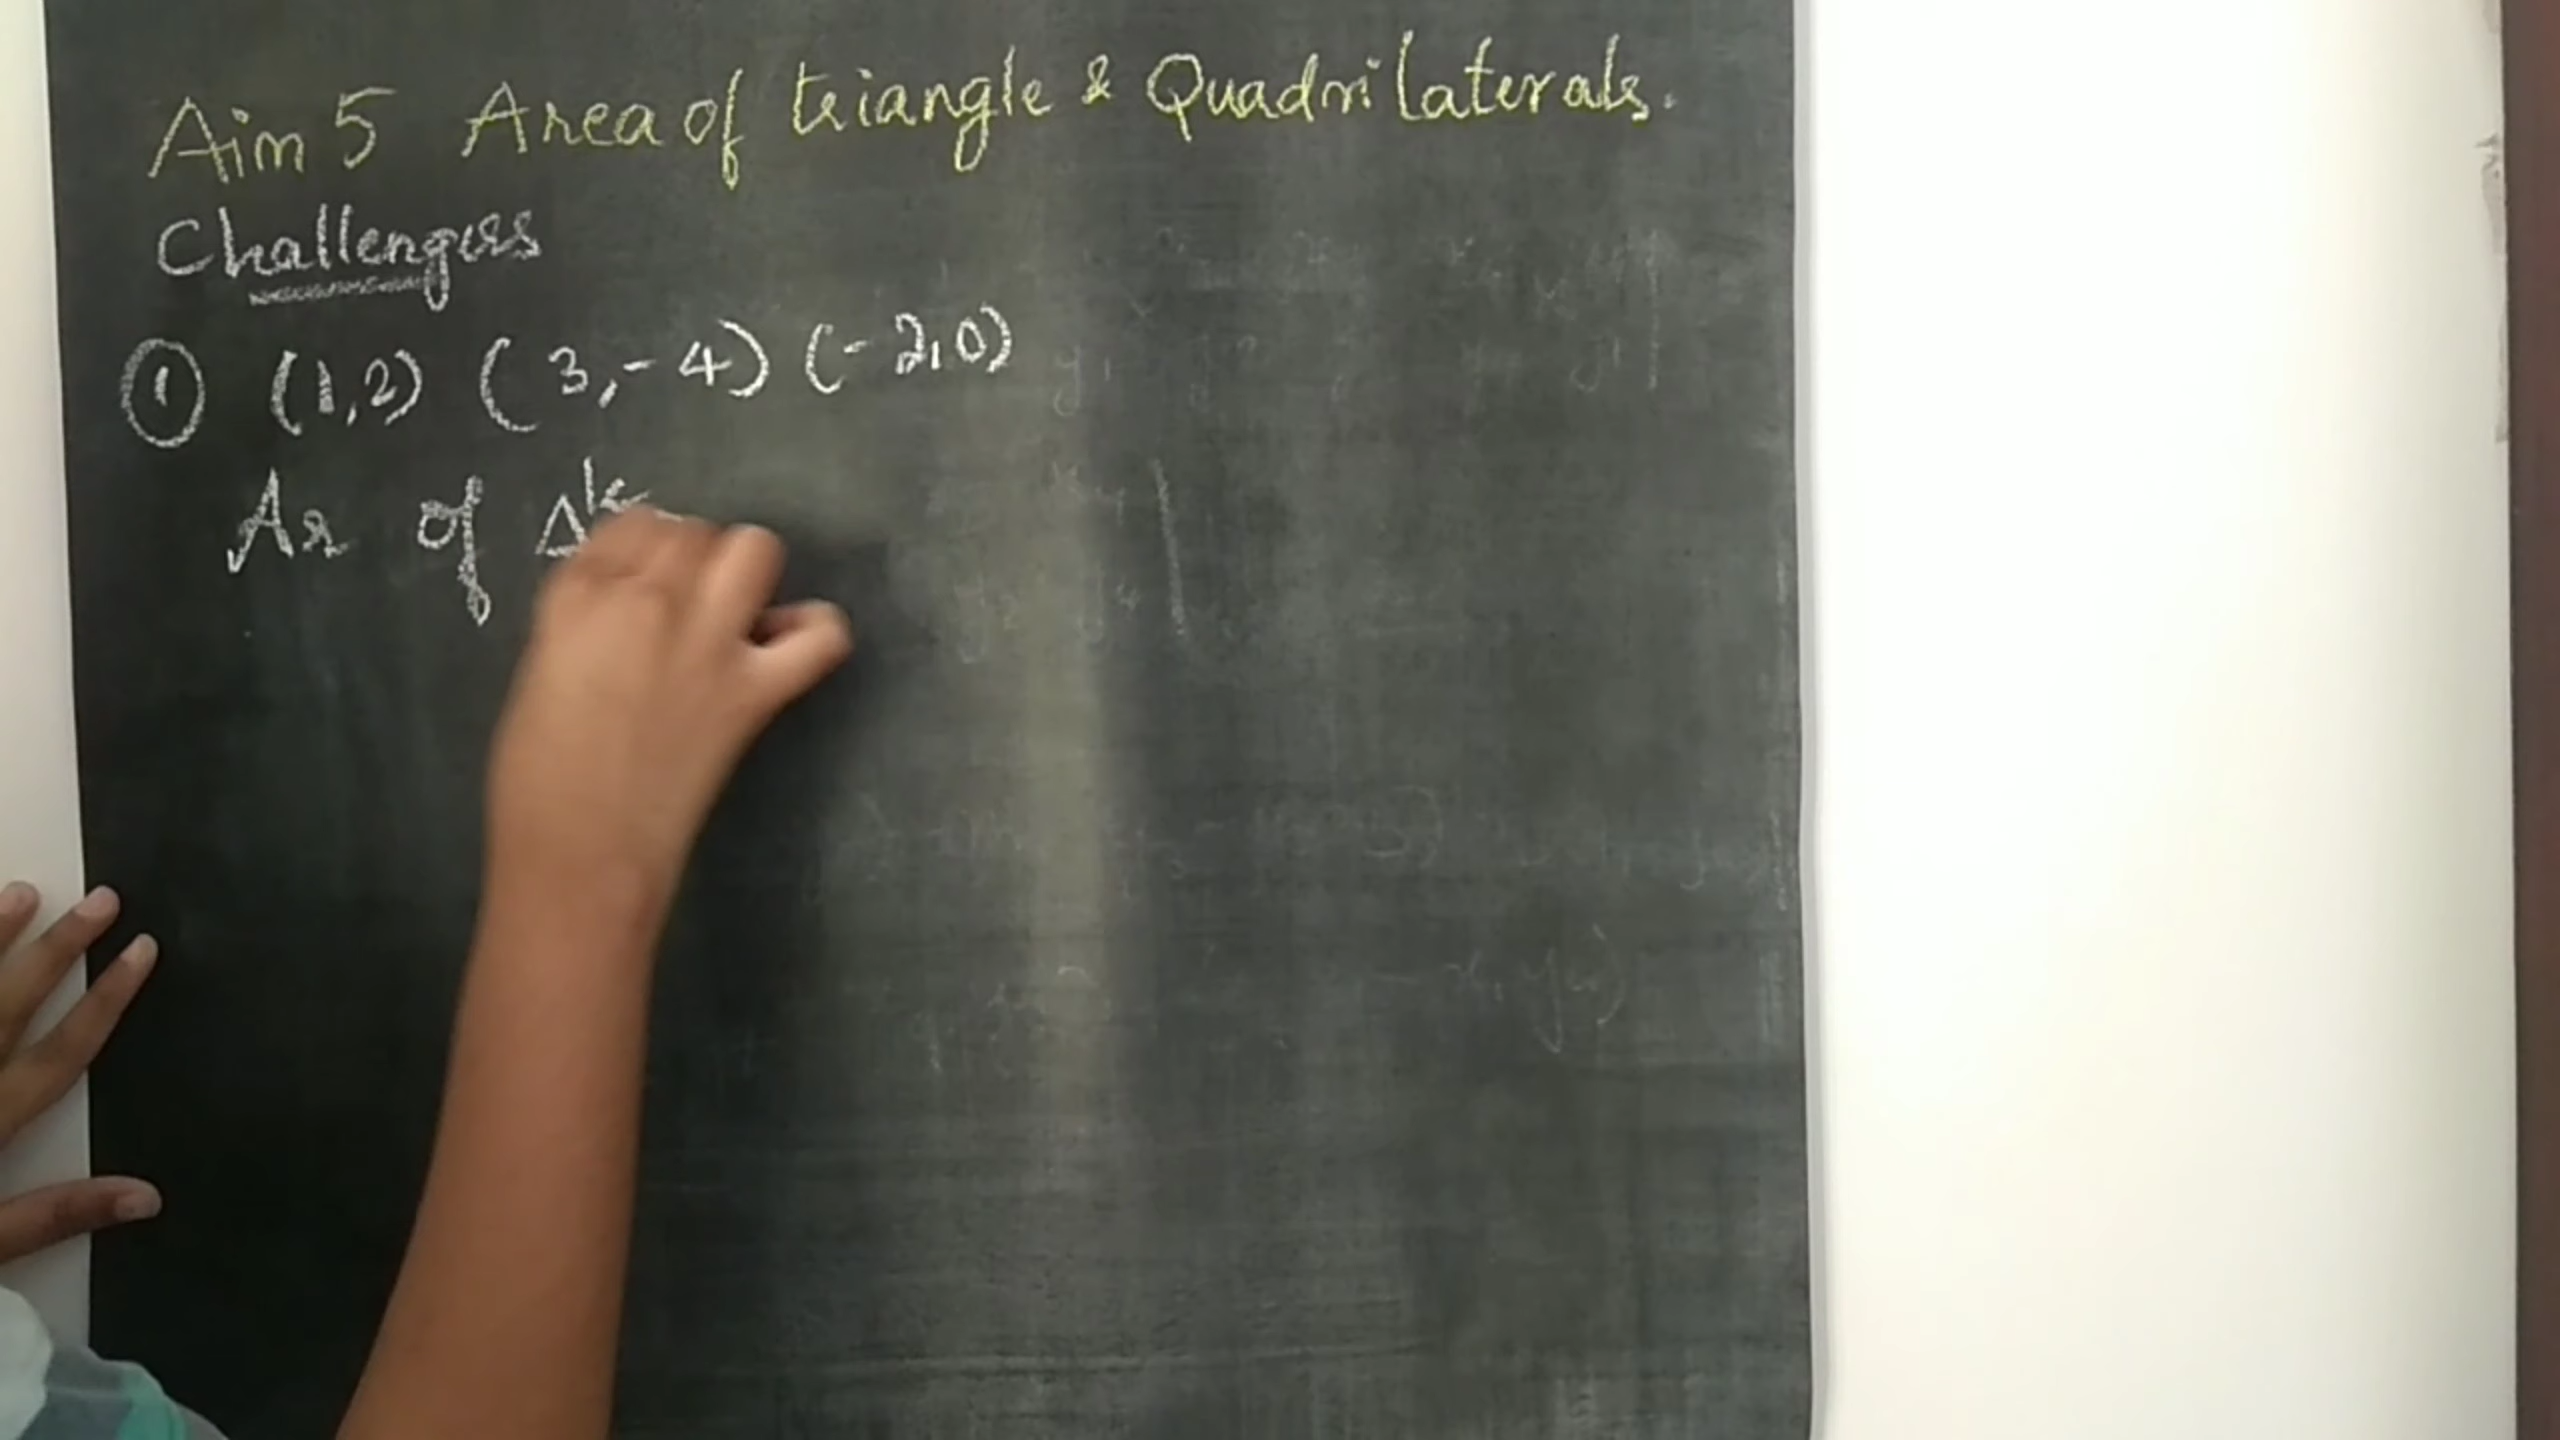 Aim 5 Area of triangle & Quadrilaterals.
Challengers
① (1,2) (3,-4) (-2,0)
Ar of Δ